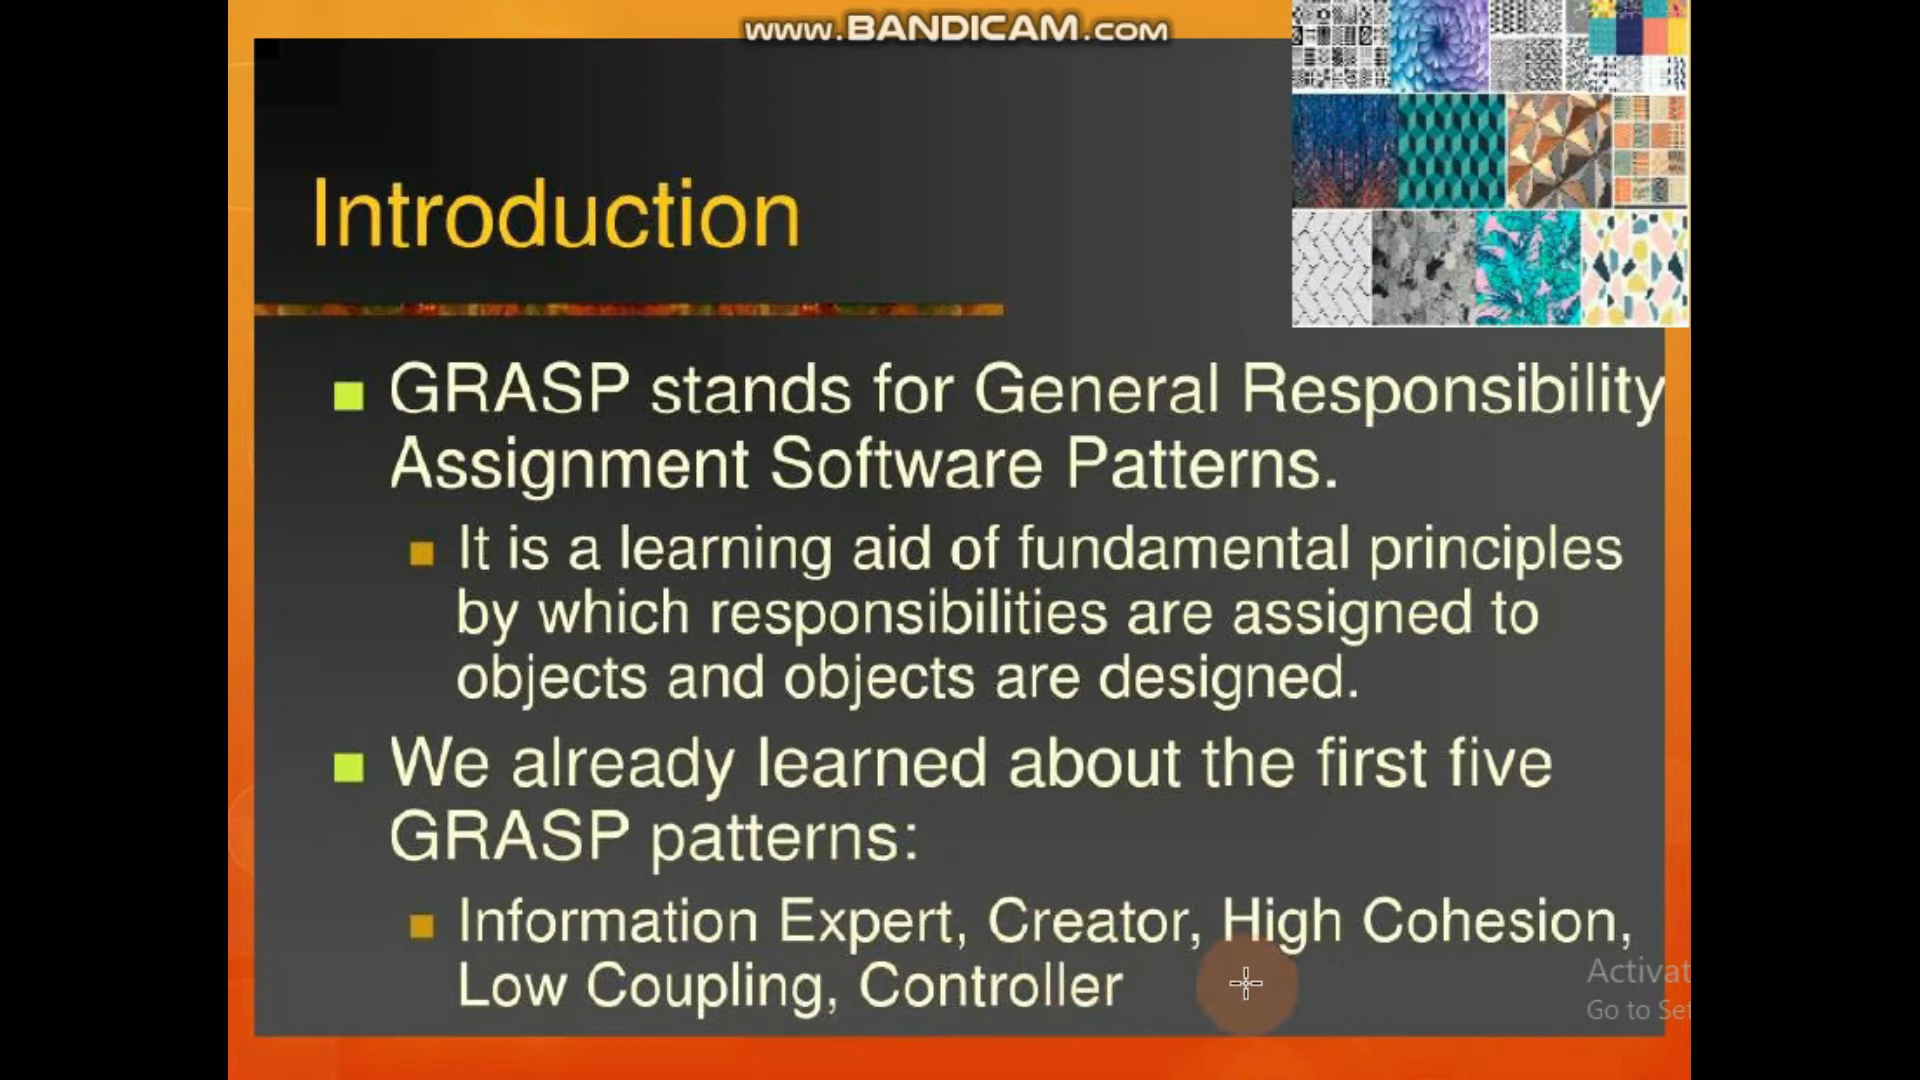 www.BANDICAM.com
Introduction
GRASP stands for General Responsibility
Assignment Software Patterns.
It is a learning aid of fundamental principles
by which responsibilities are assigned to
objects and objects are designed.
We already learned about the first five
GRASP patterns:
Information Expert, Creator, High Cohesion,
Low Coupling, Controller
Activat
Go to Set